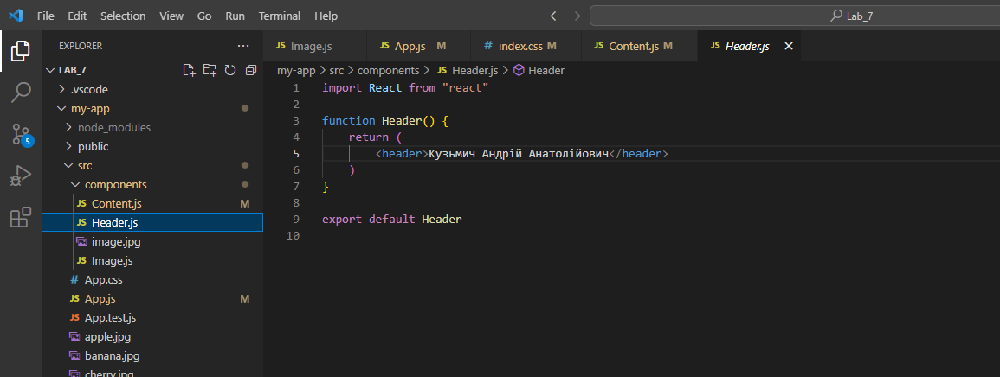 File Edit Selection View Go Run Terminal Help Lab_7
EXPLORER
LAB_7
.vscode
my-app
node_modules
public
src
components
JS Content.js M
JS Header.js
image.jpg
JS Image.js
# App.css
JS App.js M
JS App.test.js
apple.jpg
banana.jpg
cherry.jpg
5
JS Image.js JS App.js M # index.css M JS Content.js M JS Header.js
my-app > src > components > JS Header.js > Header
1 import React from "react"
2
3 function Header() {
4 return (
5 <header>Кузьмич Андрій Анатолійович</header>
6 )
7 }
8
9 export default Header
10